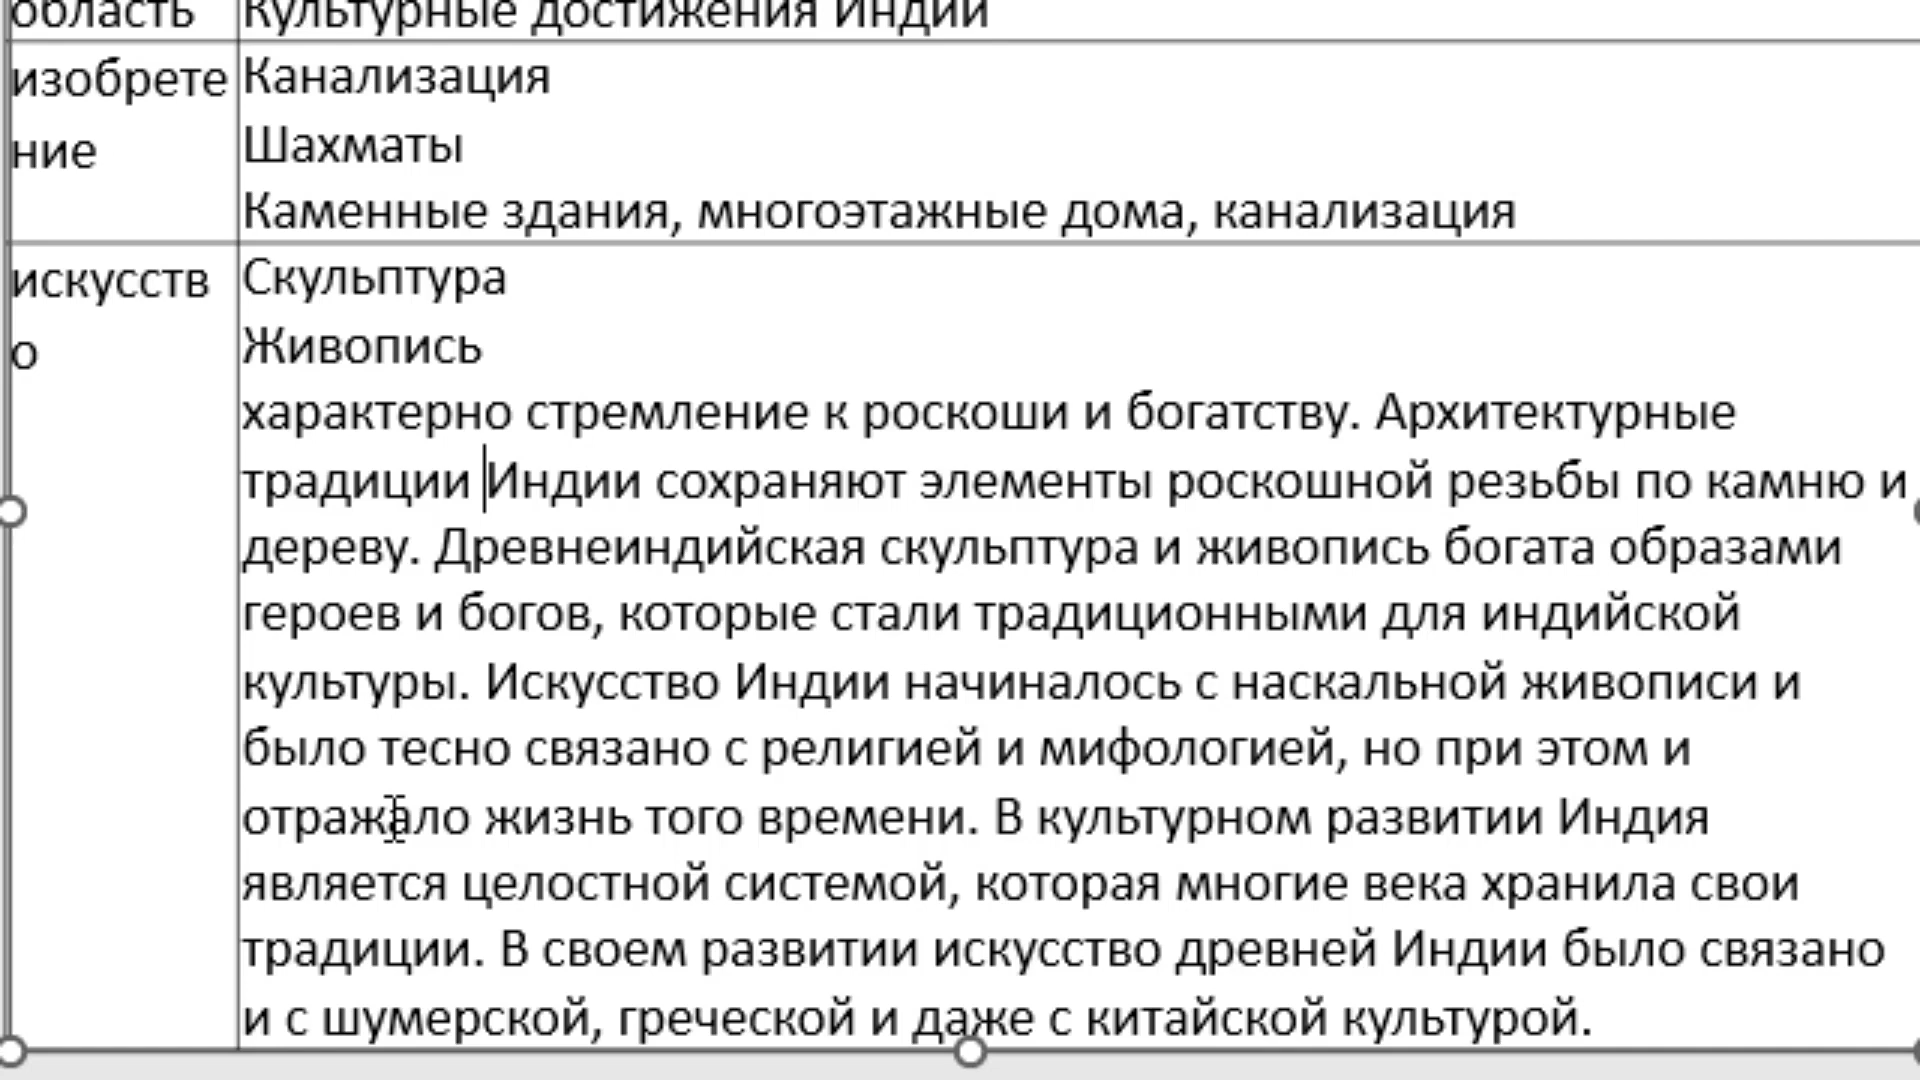 область Культурные достижения Индии
изобрете Канализация
ние Шахматы
Каменные здания, многоэтажные дома, канализация
искусств Скульптура
о Живопись
характерно стремление к роскоши и богатству. Архитектурные
традиции Индии сохраняют элементы роскошной резьбы по камню и
дереву. Древнеиндийская скульптура и живопись богата образами
героев и богов, которые стали традиционными для индийской
культуры. Искусство Индии начиналось с наскальной живописи и
было тесно связано с религией и мифологией, но при этом и
отражало жизнь того времени. В культурном развитии Индия
является целостной системой, которая многие века хранила свои
традиции. В своем развитии искусство древней Индии было связано
и с шумерской, греческой и даже с китайской культурой.